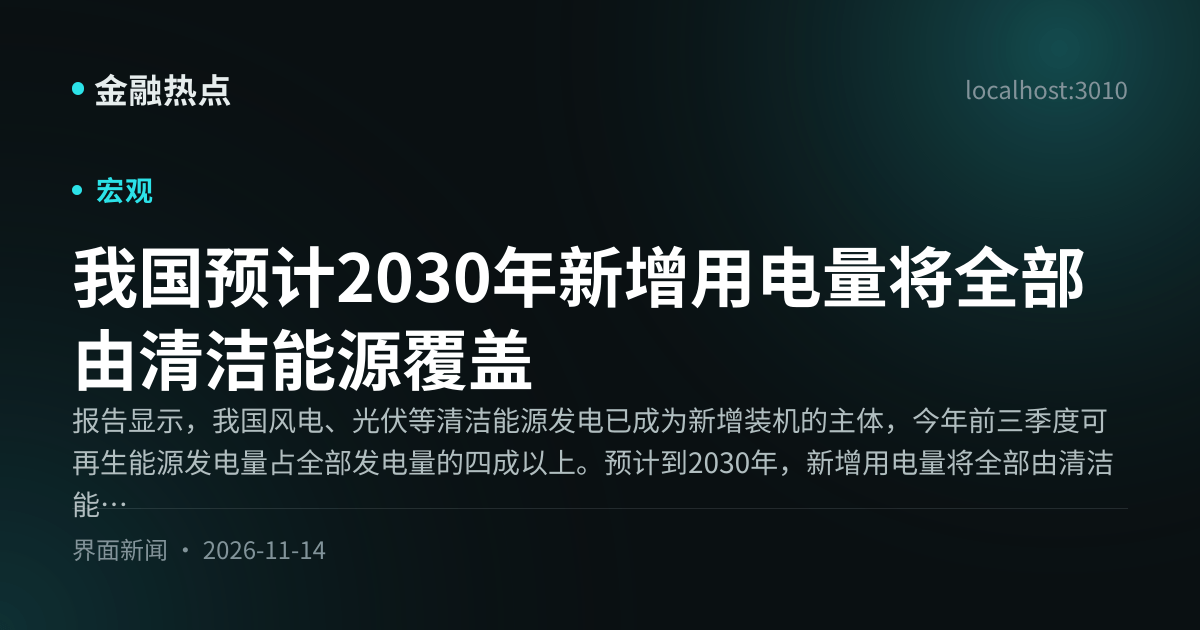 金融热点
localhost:3010
宏观
我国预计2030年新增用电量将全部
由清洁能源覆盖
报告显示，我国风电、光伏等清洁能源发电已成为新增装机的主体，今年前三季度可
再生能源发电量占全部发电量的四成以上。预计到2030年，新增用电量将全部由清洁
能…
界面新闻 • 2026-11-14